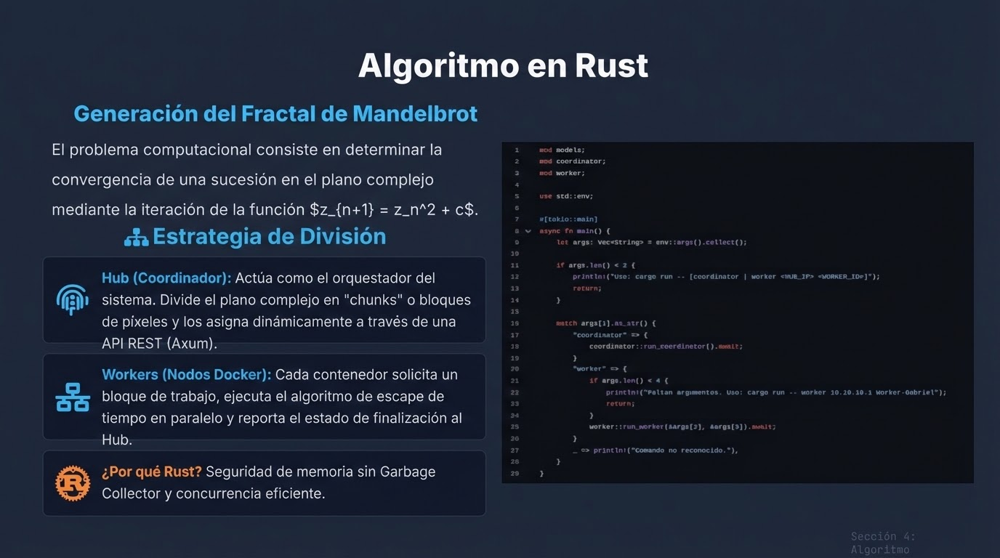 Algoritmo en Rust
Generación del Fractal de Mandelbrot
El problema computacional consiste en determinar la
convergencia de una sucesión en el plano complejo
mediante la iteración de la función $z_{n+1} = z_n^2 + c$.
Estrategia de División
Hub (Coordinador): Actúa como el orquestador del
sistema. Divide el plano complejo en "chunks" o bloques
de píxeles y los asigna dinámicamente a través de una
API REST (Axum).
Workers (Nodos Docker): Cada contenedor solicita un
bloque de trabajo, ejecuta el algoritmo de escape de
tiempo en paralelo y reporta el estado de finalización al
Hub.
¿Por qué Rust? Seguridad de memoria sin Garbage
Collector y concurrencia eficiente.
1 mod models;
2 mod coordinator;
3 mod worker;
4
5 use std::env;
6
7 #[tokio::main]
8 async fn main() {
9 let args: Vec<String> = env::args().collect();
10
11 if args.len() < 2 {
12 println!("Uso: cargo run -- [coordinator | worker <HUB_IP> <WORKER_ID>]");
13 return;
14 }
15
16 match args[1].as_str() {
17 "coordinator" => {
18 coordinator::run_coordinator().await;
19 }
20 "worker" => {
21 if args.len() < 4 {
22 println!("Faltan argumentos. Uso: cargo run -- worker 10.20.10.1 Worker-Gabriel");
23 return;
24 }
25 worker::run_worker(&args[2], &args[3]).await;
26 }
27 _ => println!("Comando no reconocido."),
28 }
29 }
Sección 4:
Algoritmo